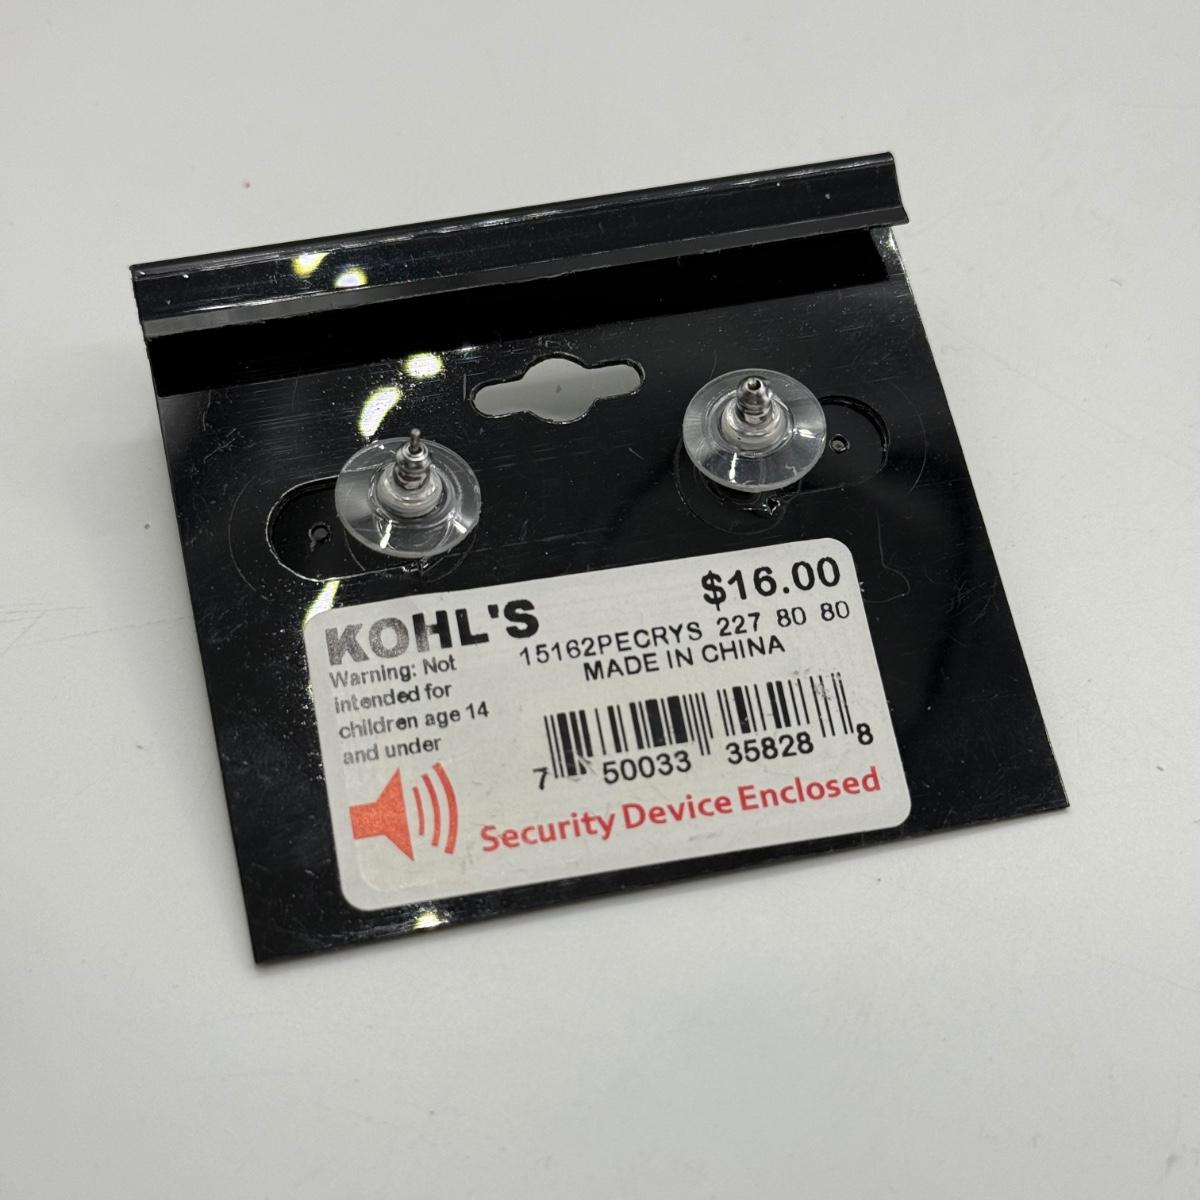 $16.00
KOHL'S
15162PECRYS 227 80 80
MADE IN CHINA
Warning: Not
intended for
children age 14
and under
7 50033 35828 8
Security Device Enclosed